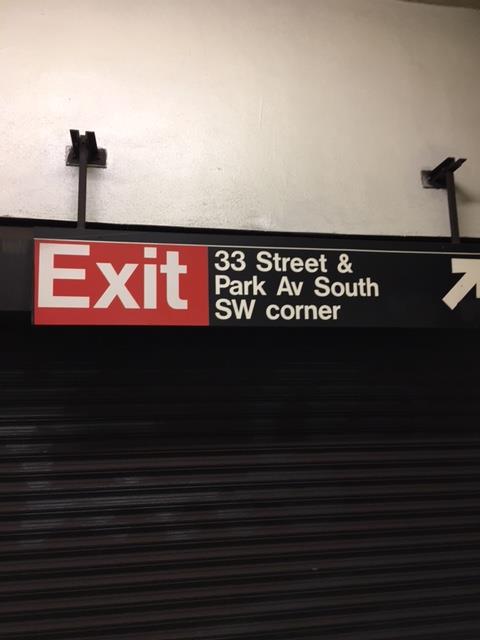 Exit
33 Street &
Park Av South
SW corner